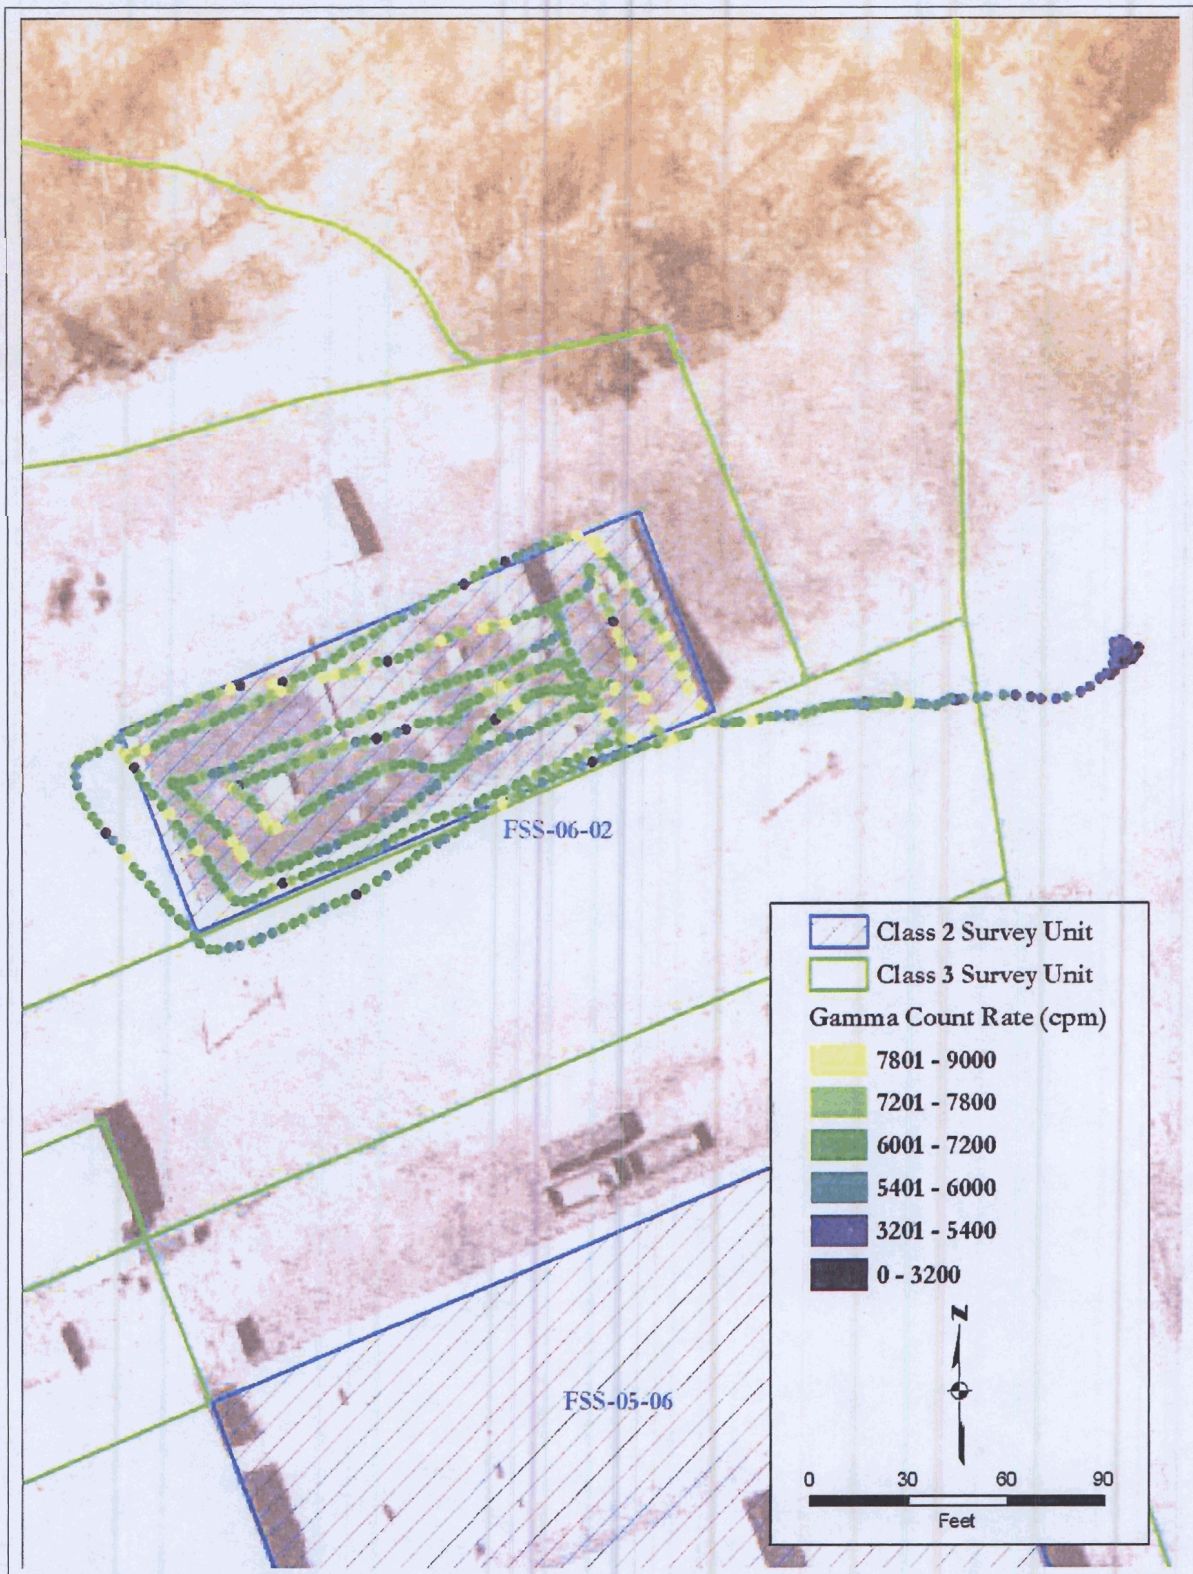 FSS-06-02
Class 2 Survey Unit
Class 3 Survey Unit
Gamma Count Rate (cpm)
7801 - 9000
7201 - 7800
6001 - 7200
5401 - 6000
3201 - 5400
0 - 3200
N
0 30 60 90
Feet
FSS-05-06